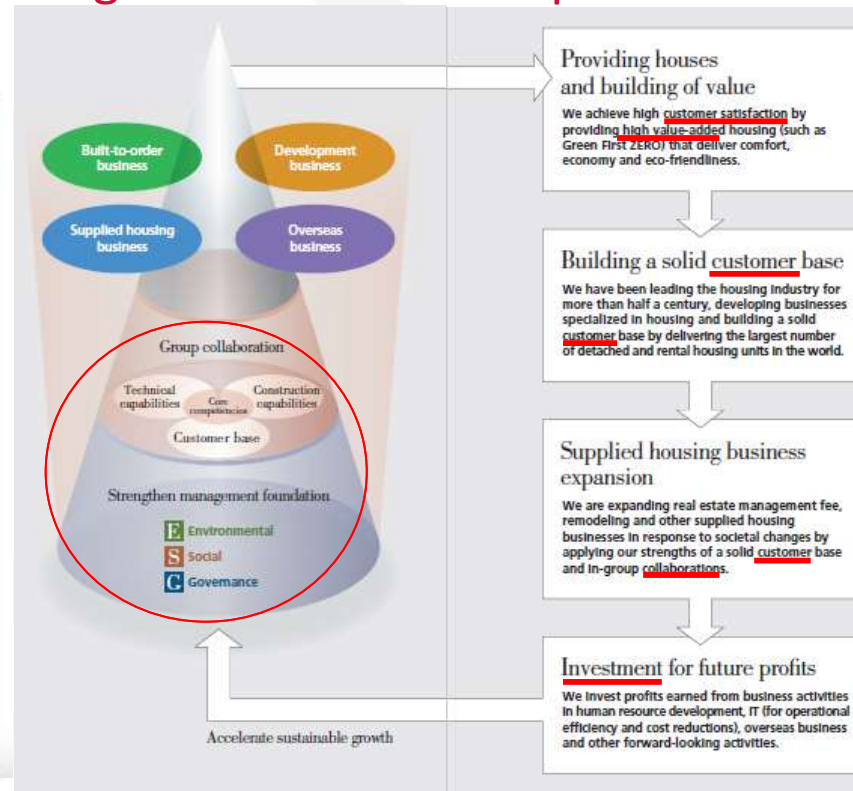 Built-to-order
business
Development
business
Supplied housing
business
Overseas
business
Group collaboration
Technical
capabilities
Core
competencies
Construction
capabilities
Customer base
Strengthen management foundation
E Environmental
S Social
G Governance
Accelerate sustainable growth
Providing houses
and building of value
We achieve high customer satisfaction by
providing high value-added housing (such as
Green First ZERO) that deliver comfort,
economy and eco-friendliness.
Building a solid customer base
We have been leading the housing industry for
more than half a century, developing businesses
specialized in housing and building a solid
customer base by delivering the largest number
of detached and rental housing units in the world.
Supplied housing business
expansion
We are expanding real estate management fee,
remodeling and other supplied housing
businesses in response to societal changes by
applying our strengths of a solid customer base
and in-group collaborations.
Investment for future profits
We invest profits earned from business activities
in human resource development, IT (for operational
efficiency and cost reductions), overseas business
and other forward-looking activities.